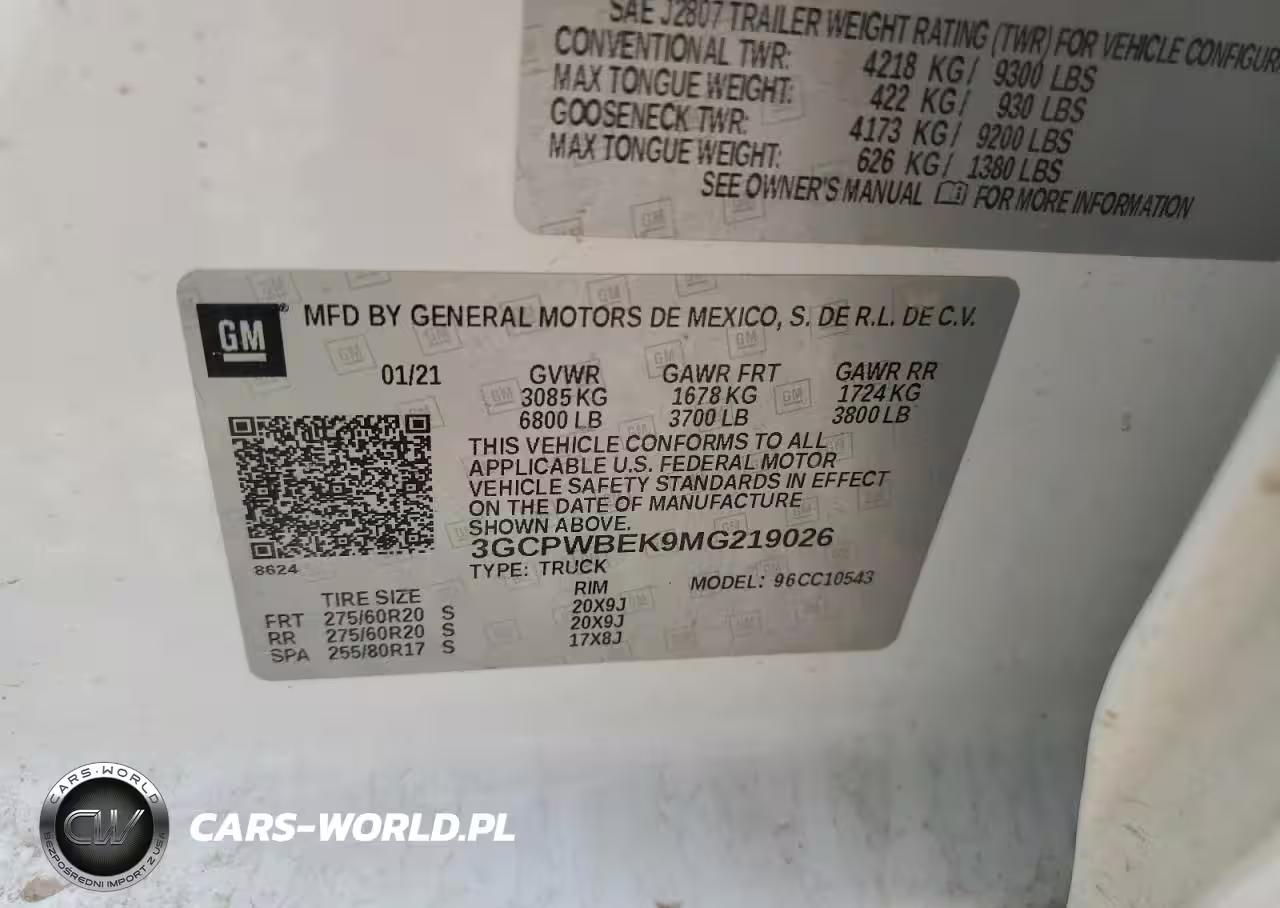 SAE J2807 TRAILER WEIGHT RATING (TWR) FOR VEHICLE
CONVENTIONAL TWR: 4218 KG/ 9300 LBS
MAX TONGUE WEIGHT: 422 KG/ 930 LBS
GOOSENECK TWR: 4173 KG/ 9200 LBS
MAX TONGUE WEIGHT: 626 KG/ 1380 LBS
SEE OWNER'S MANUAL FOR MORE INFORMATION
GM® MFD BY GENERAL MOTORS DE MEXICO, S. DE R.L. DE C.V.
01/21 GVWR GAWR FRT GAWR RR
3085 KG 1678 KG 1724 KG
6800 LB 3700 LB 3800 LB
THIS VEHICLE CONFORMS TO ALL
APPLICABLE U.S. FEDERAL MOTOR
VEHICLE SAFETY STANDARDS IN EFFECT
ON THE DATE OF MANUFACTURE
SHOWN ABOVE.
3GCPWBEK9MG219026
8624
TYPE: TRUCK
MODEL: 96CC10543
TIRE SIZE RIM
FRT 275/60R20 S 20X9J
RR 275/60R20 S 20X9J
SPA 255/80R17 S 17X8J
CARS-WORLD
CW
BEZPOŚREDNI IMPORT Z USA
CARS-WORLD.PL